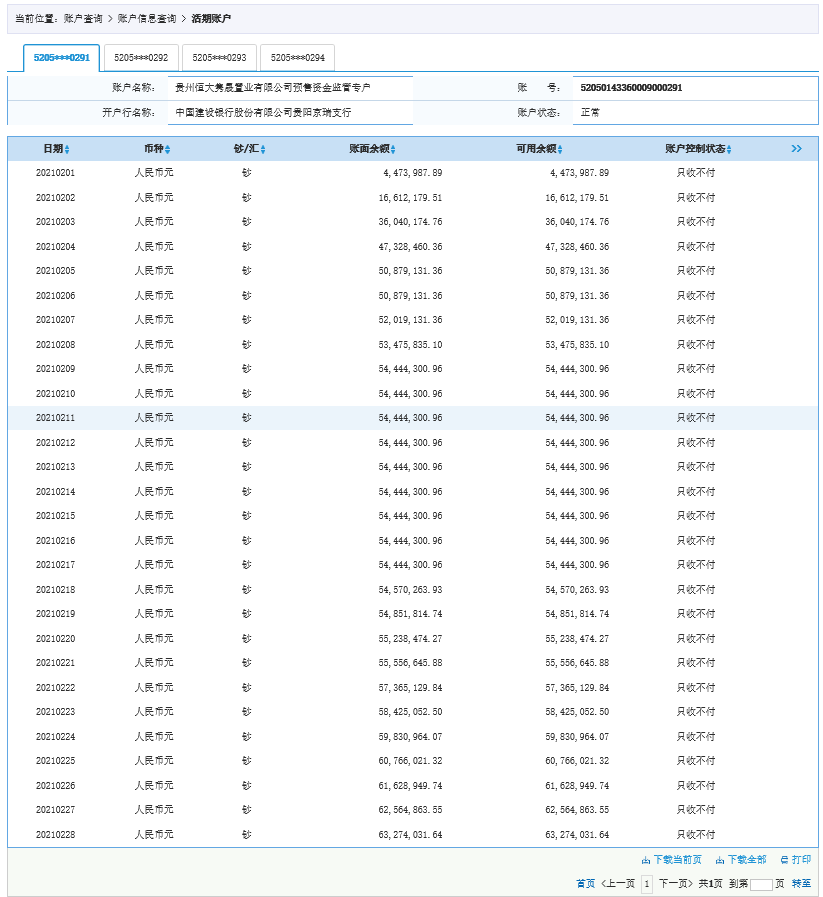 当前位置: 账户查询 > 账户信息查询 > 活期账户
5205***0291 5205***0292 5205***0293 5205***0294
账户名称: 贵州恒大隽晟置业有限公司预售资金监管专户 账 号: 52050143360009000291
开户行名称: 中国建设银行股份有限公司贵阳京瑞支行 账户状态: 正常
日期 币种 钞/汇 账面余额 可用余额 账户控制状态 >>
20210201 人民币元 钞 4,473,987.89 4,473,987.89 只收不付
20210202 人民币元 钞 16,612,179.51 16,612,179.51 只收不付
20210203 人民币元 钞 36,040,174.76 36,040,174.76 只收不付
20210204 人民币元 钞 47,328,460.36 47,328,460.36 只收不付
20210205 人民币元 钞 50,879,131.36 50,879,131.36 只收不付
20210206 人民币元 钞 50,879,131.36 50,879,131.36 只收不付
20210207 人民币元 钞 52,019,131.36 52,019,131.36 只收不付
20210208 人民币元 钞 53,475,835.10 53,475,835.10 只收不付
20210209 人民币元 钞 54,444,300.96 54,444,300.96 只收不付
20210210 人民币元 钞 54,444,300.96 54,444,300.96 只收不付
20210211 人民币元 钞 54,444,300.96 54,444,300.96 只收不付
20210212 人民币元 钞 54,444,300.96 54,444,300.96 只收不付
20210213 人民币元 钞 54,444,300.96 54,444,300.96 只收不付
20210214 人民币元 钞 54,444,300.96 54,444,300.96 只收不付
20210215 人民币元 钞 54,444,300.96 54,444,300.96 只收不付
20210216 人民币元 钞 54,444,300.96 54,444,300.96 只收不付
20210217 人民币元 钞 54,444,300.96 54,444,300.96 只收不付
20210218 人民币元 钞 54,570,263.93 54,570,263.93 只收不付
20210219 人民币元 钞 54,851,814.74 54,851,814.74 只收不付
20210220 人民币元 钞 55,238,474.27 55,238,474.27 只收不付
20210221 人民币元 钞 55,556,645.88 55,556,645.88 只收不付
20210222 人民币元 钞 57,365,129.84 57,365,129.84 只收不付
20210223 人民币元 钞 58,425,052.50 58,425,052.50 只收不付
20210224 人民币元 钞 59,830,964.07 59,830,964.07 只收不付
20210225 人民币元 钞 60,766,021.32 60,766,021.32 只收不付
20210226 人民币元 钞 61,628,949.74 61,628,949.74 只收不付
20210227 人民币元 钞 62,564,863.55 62,564,863.55 只收不付
20210228 人民币元 钞 63,274,031.64 63,274,031.64 只收不付
下载当前页 下载全部 打印
首页 <上一页 1 下一页> 共1页 到第 页 转至